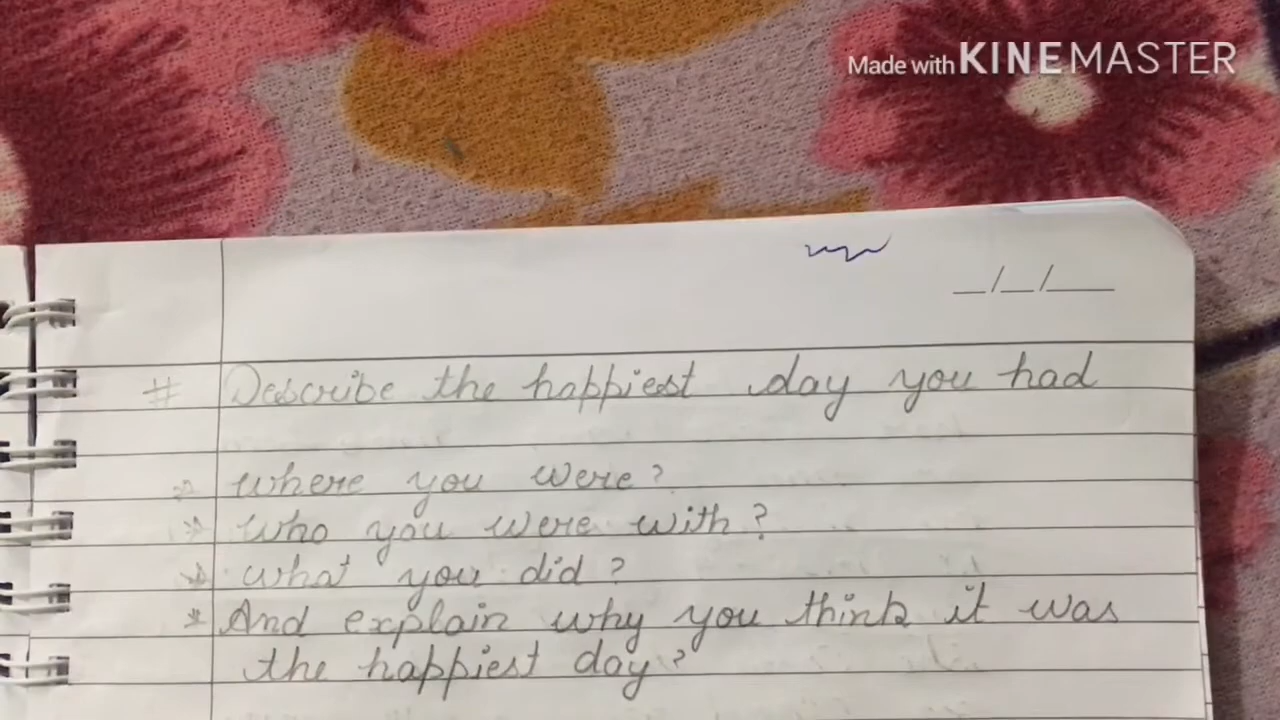 Made with KINEMASTER
_/_/_
# Describe the happiest day you had
* where you were?
* who you were with?
* what you did?
* And explain why you think it was
the happiest day?